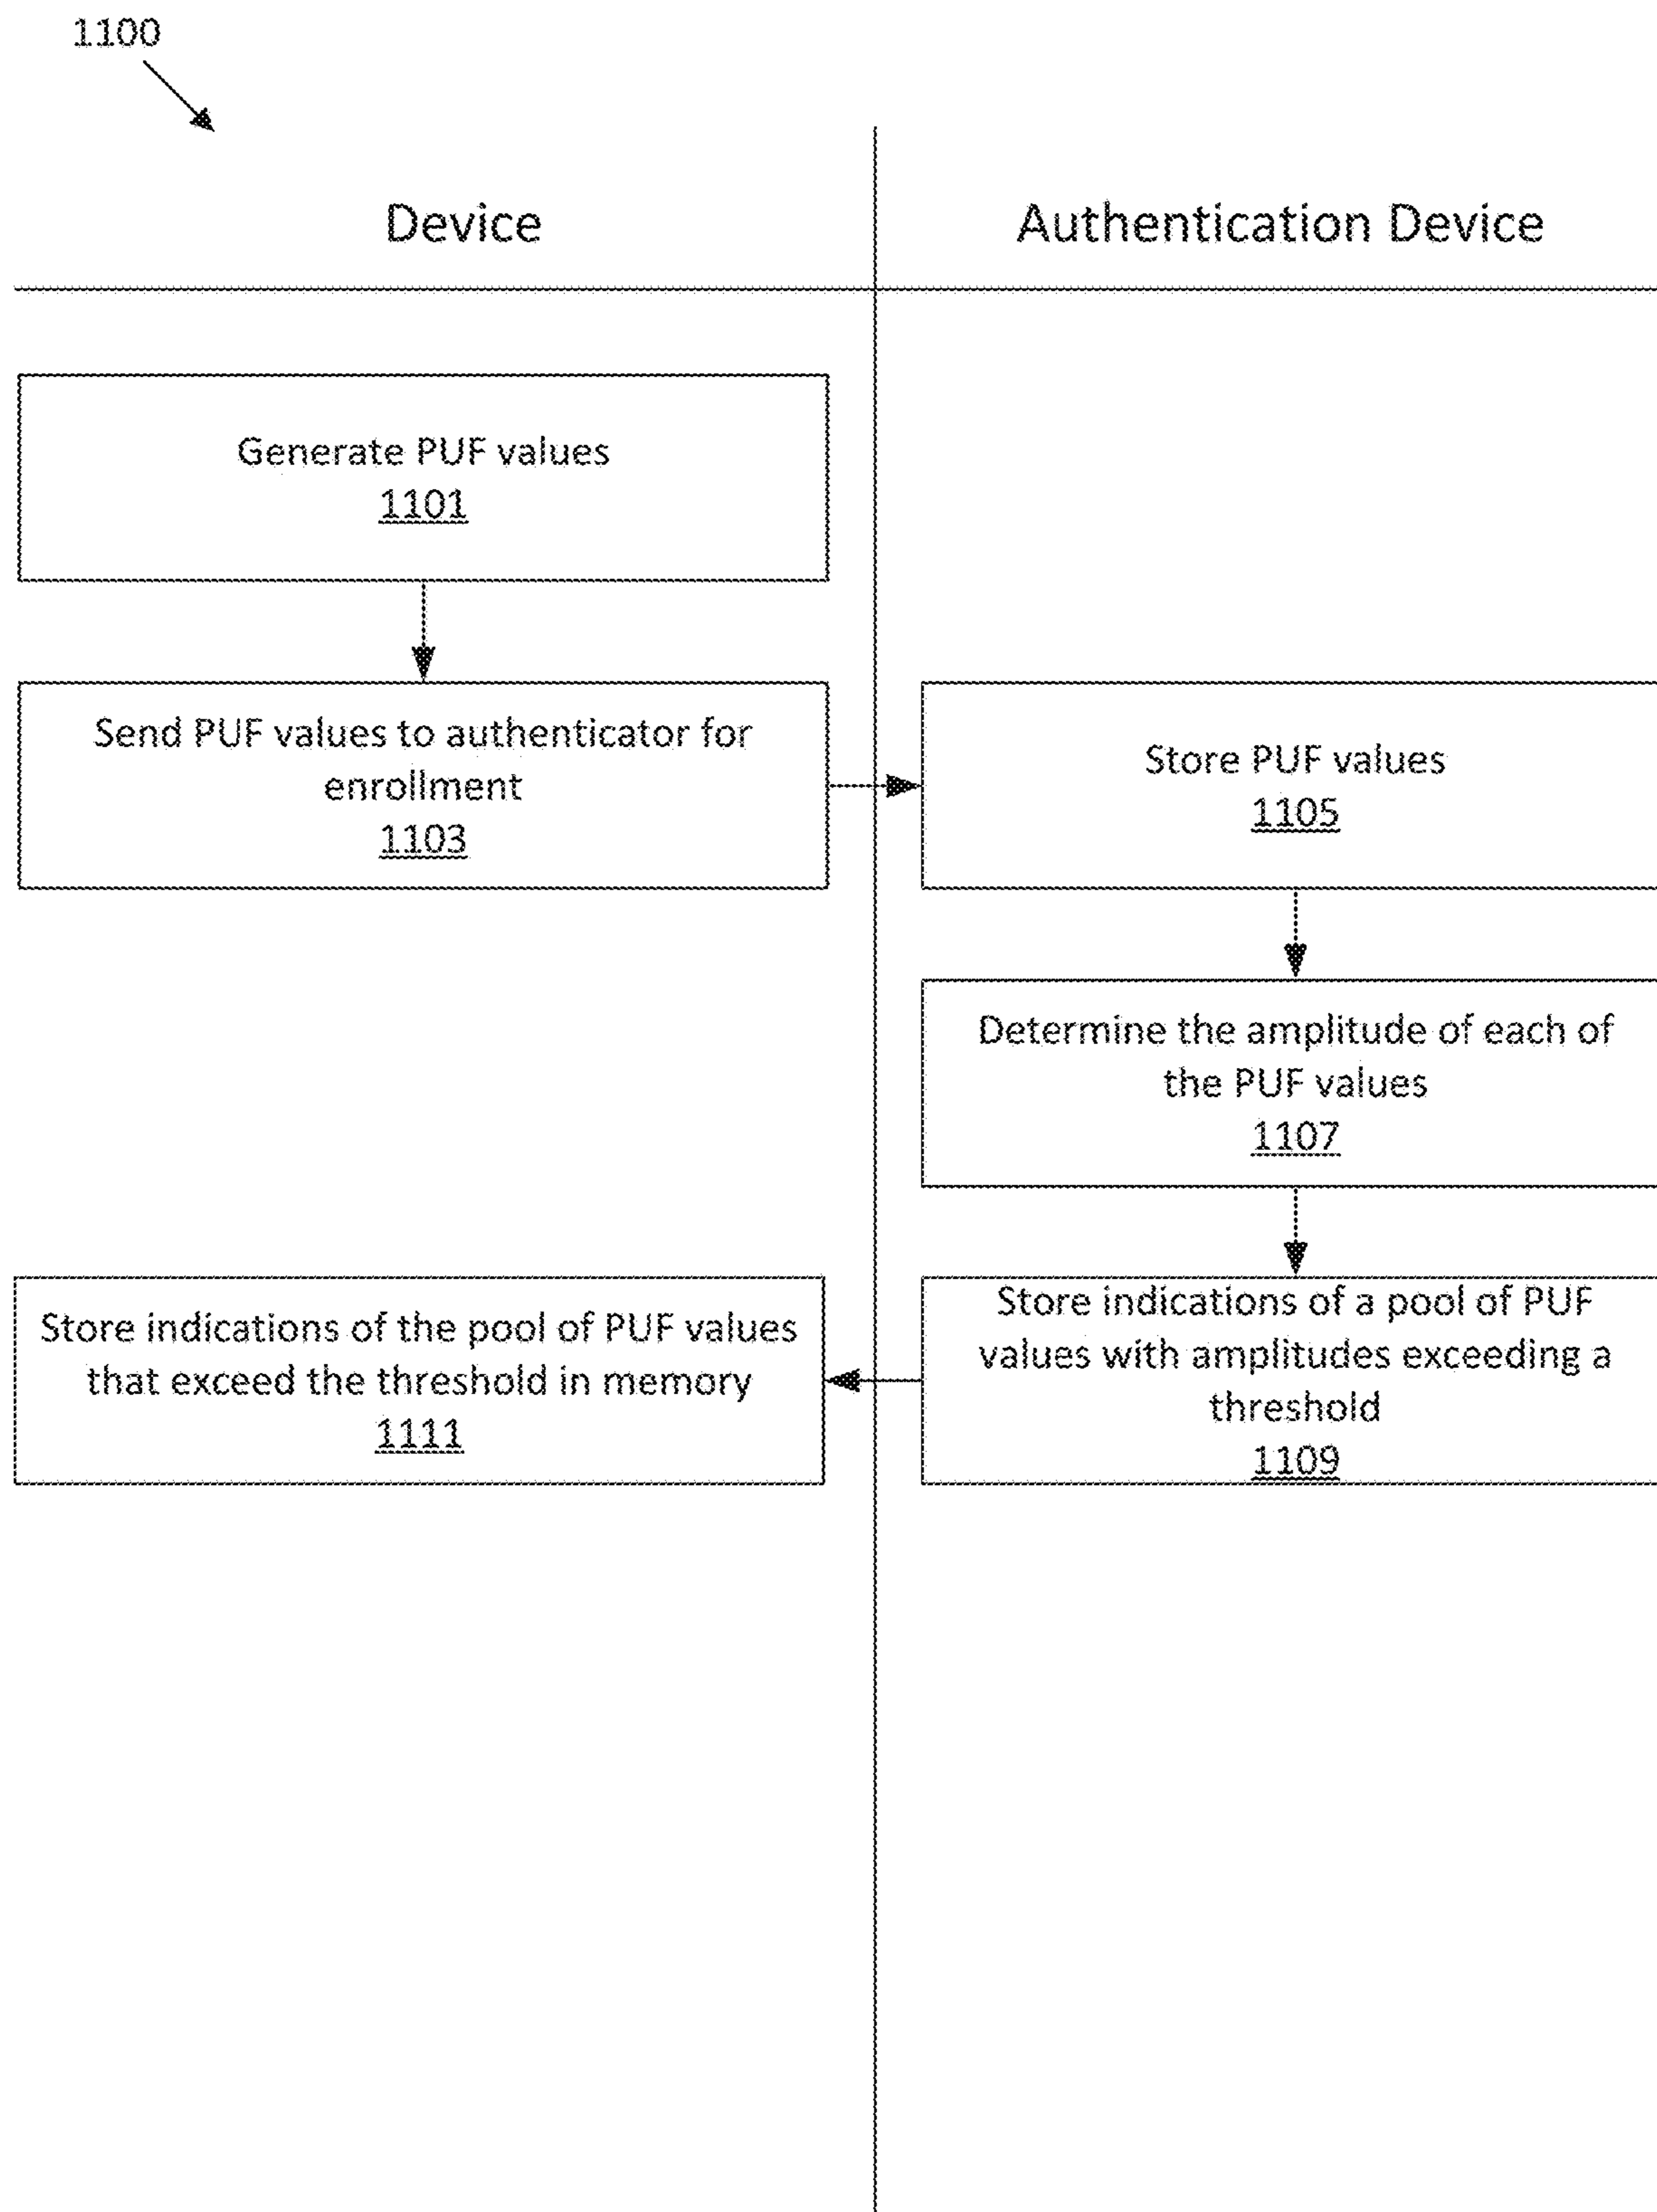 1100
Device
Authentication Device
Generate PUF values
1101
Send PUF values to authenticator for
enrollment
1103
Store PUF values
1105
Determine the amplitude of each of
the PUF values
1107
Store indications of the pool of PUF values
that exceed the threshold in memory
1111
Store indications of a pool of PUF
values with amplitudes exceeding a
threshold
1109